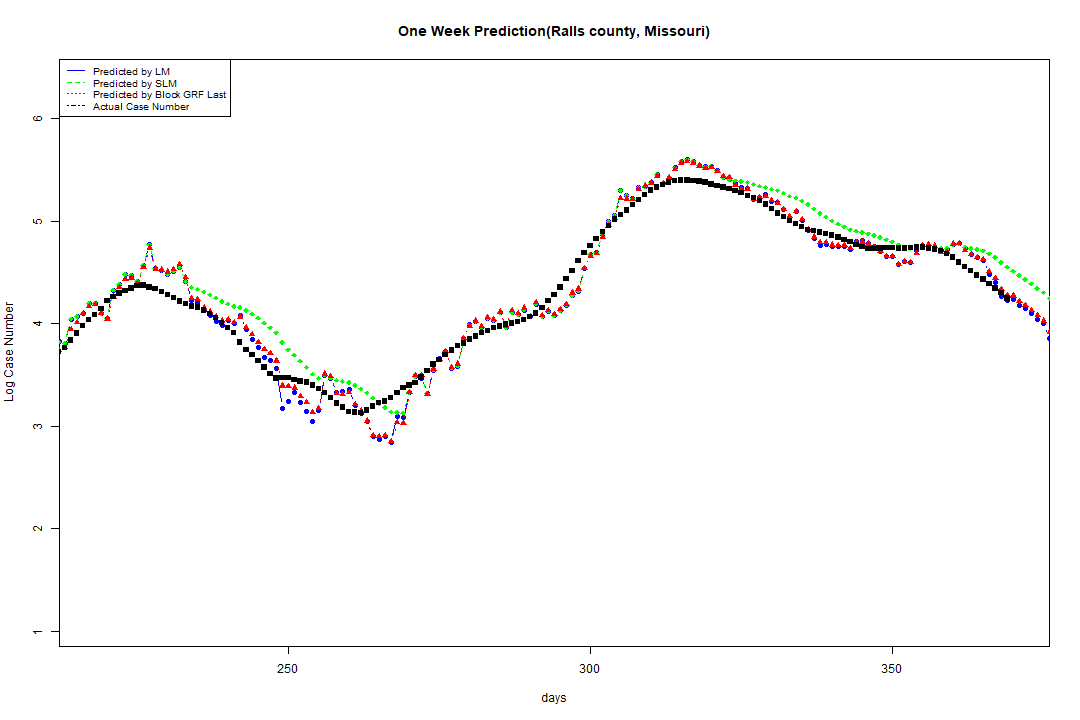 One Week Prediction(Ralls county, Missouri)
Predicted by LM
Predicted by SLM
Predicted by Block GRF Last
Actual Case Number
Log Case Number
6
5
4
3
2
1
250
300
350
days